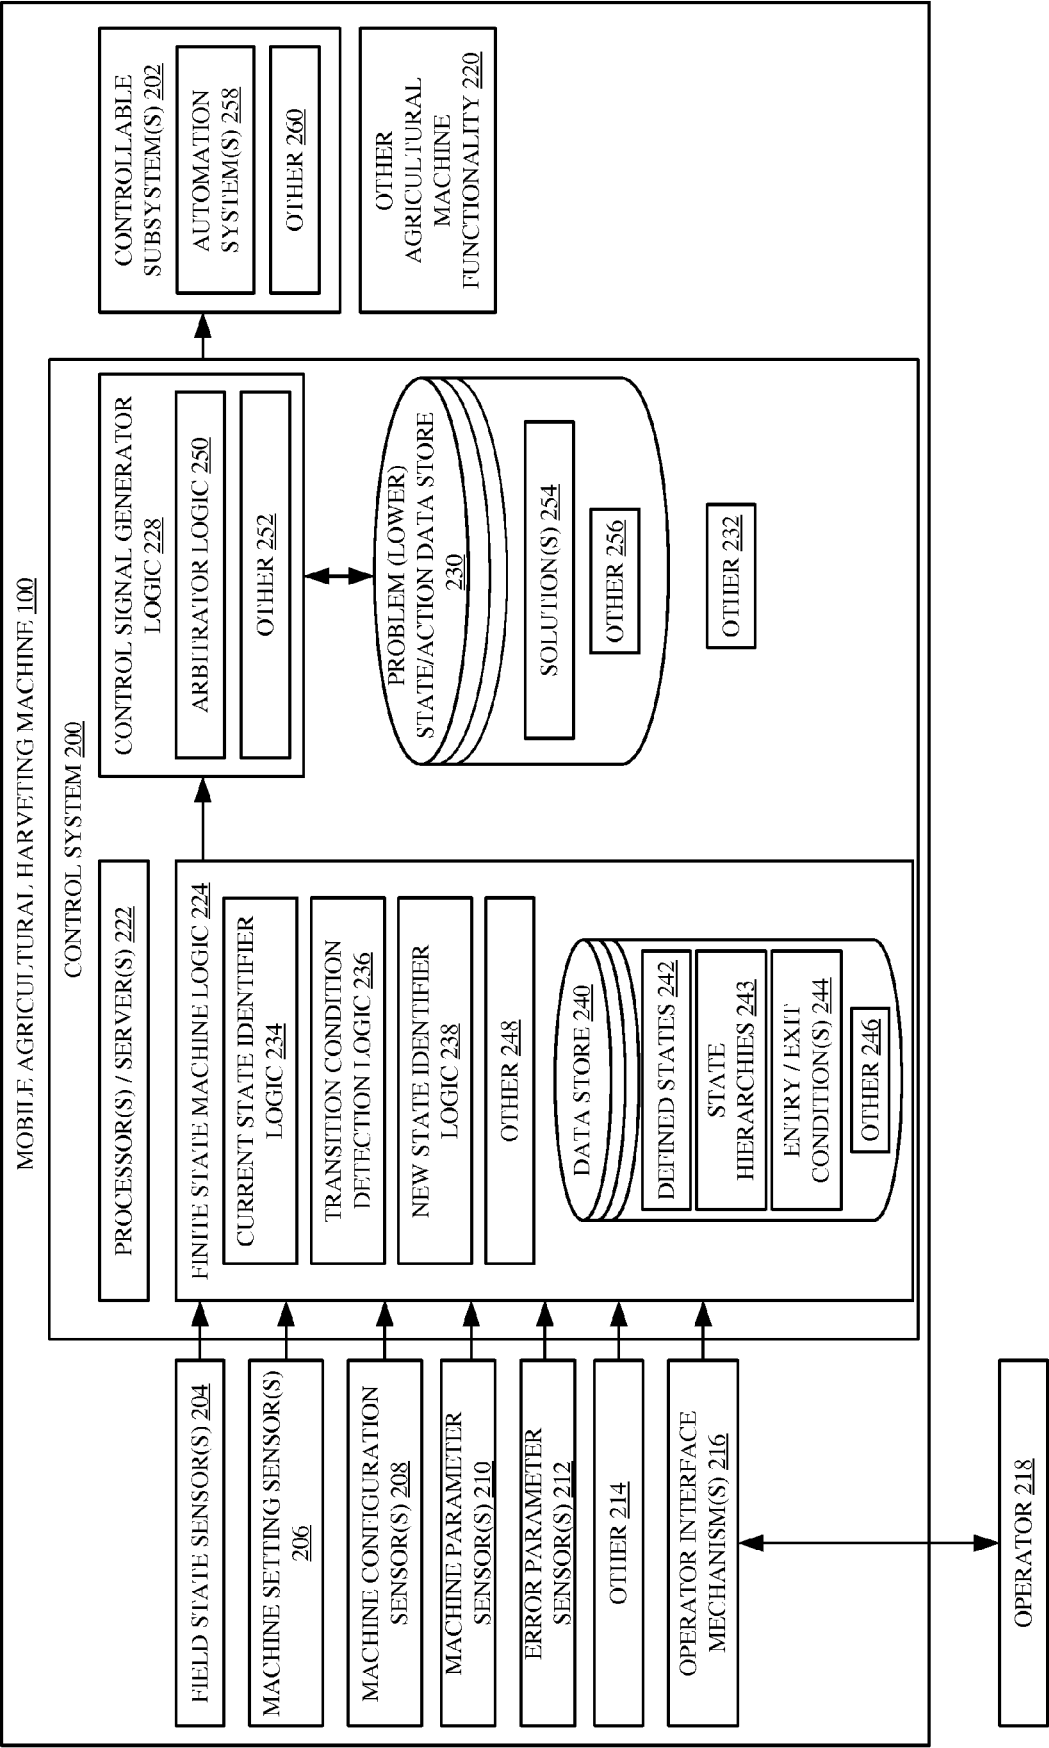 MOBILE AGRICULTURAL HARVETING MACHINE 100
CONTROL SYSTEM 200
FIELD STATE SENSOR(S) 204
MACHINE SETTING SENSOR(S)
206
MACHINE CONFIGURATION
SENSOR(S) 208
MACHINE PARAMETER
SENSOR(S) 210
ERROR PARAMETER
SENSOR(S) 212
OTHER 214
OPERATOR INTERFACE
MECHANISM(S) 216
OPERATOR 218
PROCESSOR(S) / SERVER(S) 222
FINITE STATE MACHINE LOGIC 224
CURRENT STATE IDENTIFIER
LOGIC 234
TRANSITION CONDITION
DETECTION LOGIC 236
NEW STATE IDENTIFIER
LOGIC 238
OTHER 248
DATA STORE 240
DEFINED STATES 242
STATE
HIERARCHIES 243
ENTRY / EXIT
CONDITION(S) 244
OTHER 246
CONTROL SIGNAL GENERATOR
LOGIC 228
ARBITRATOR LOGIC 250
OTHER 252
PROBLEM (LOWER)
STATE/ACTION DATA STORE
230
SOLUTION(S) 254
OTHER 256
OTHER 232
CONTROLLABLE
SUBSYSTEM(S) 202
AUTOMATION
SYSTEM(S) 258
OTHER 260
OTHER
AGRICULTURAL
MACHINE
FUNCTIONALITY 220